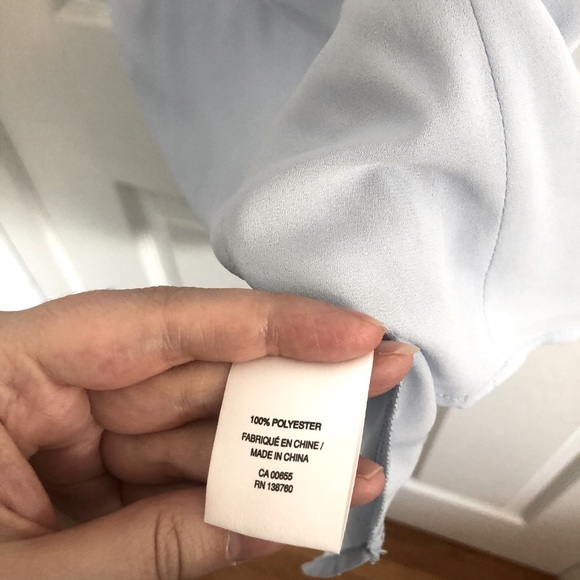 100% POLYESTER
FABRIQUÉ EN CHINE /
MADE IN CHINA
CA 00655
RN 138760